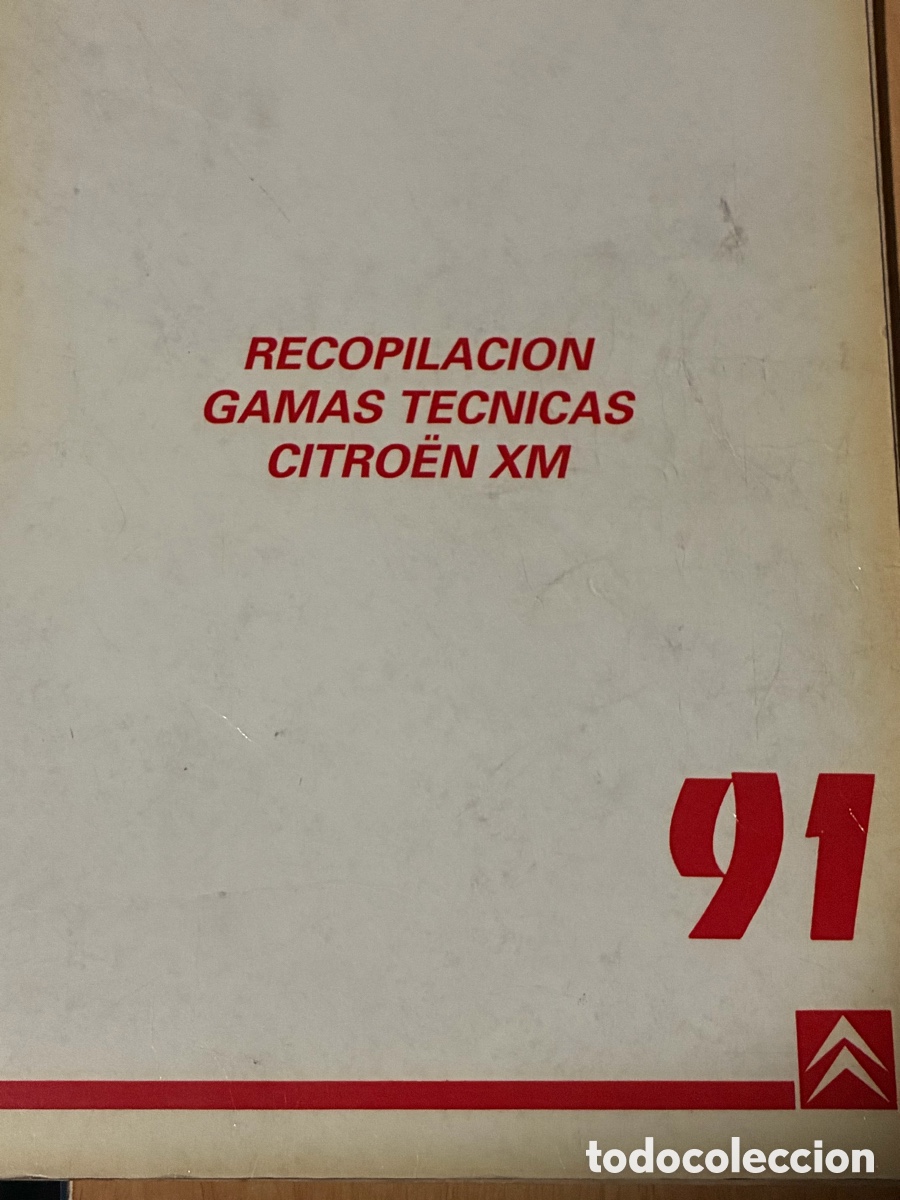 RECOPILACION
GAMAS TECNICAS
CITROËN XM
91
todocoleccion